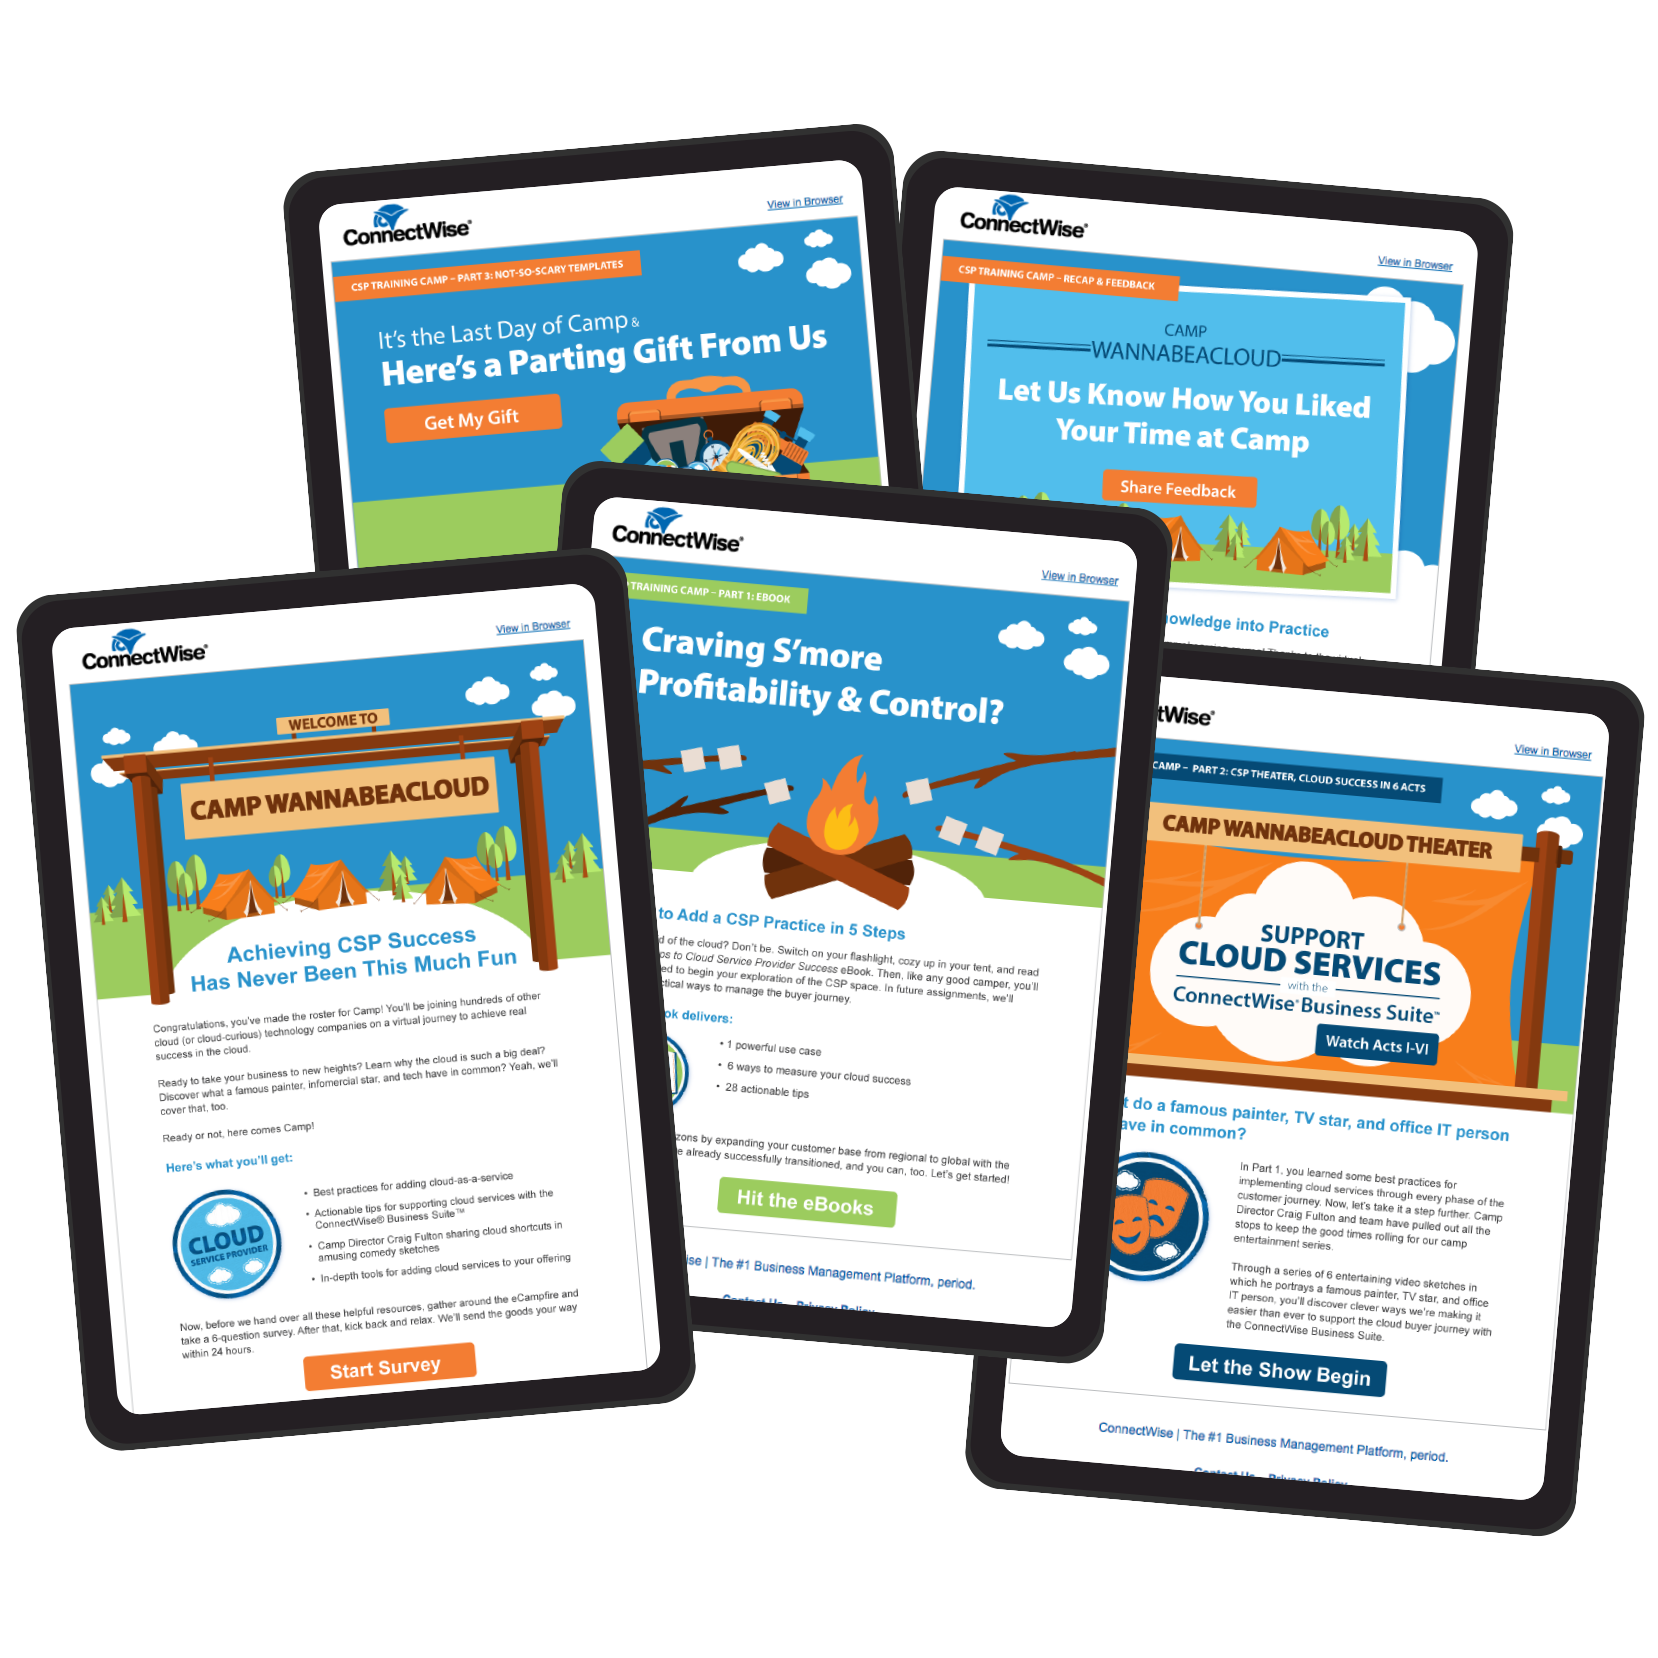 ConnectWise®
View in Browser
CSP TRAINING CAMP – PART 3: NOT-SO-SCARY TEMPLATES
It's the Last Day of Camp &
Here's a Parting Gift From Us
Get My Gift
ConnectWise®
View in Browser
CSP TRAINING CAMP – RECAP & FEEDBACK
CAMP
WANNABEACLOUD
Let Us Know How You Liked
Your Time at Camp
Share Feedback
owledge into Practice
ConnectWise®
View in Browser
WELCOME TO
CAMP WANNABEACLOUD
Achieving CSP Success
Has Never Been This Much Fun
Congratulations, you've made the roster for Camp! You'll be joining hundreds of other
cloud (or cloud-curious) technology companies on a virtual journey to achieve real
success in the cloud.
Ready to take your business to new heights? Learn why the cloud is such a big deal?
Discover what a famous painter, infomercial star, and tech have in common? Yeah, we'll
cover that, too.
Ready or not, here comes Camp!
Here's what you'll get:
CLOUD
SERVICE PROVIDER
• Best practices for adding cloud-as-a-service
• Actionable tips for supporting cloud services with the
ConnectWise® Business Suite™
• Camp Director Craig Fulton sharing cloud shortcuts in
amusing comedy sketches
• In-depth tools for adding cloud services to your offering
Now, before we hand over all these helpful resources, gather around the eCampfire and
take a 6-question survey. After that, kick back and relax. We'll send the goods your way
within 24 hours.
Start Survey
ConnectWise®
View in Browser
P TRAINING CAMP – PART 1: EBOOK
Craving S'more
Profitability & Control?
to Add a CSP Practice in 5 Steps
d of the cloud? Don't be. Switch on your flashlight, cozy up in your tent, and read
ps to Cloud Service Provider Success eBook. Then, like any good camper, you'll
ed to begin your exploration of the CSP space. In future assignments, we'll
ctical ways to manage the buyer journey.
ok delivers:
• 1 powerful use case
• 6 ways to measure your cloud success
• 28 actionable tips
zons by expanding your customer base from regional to global with the
e already successfully transitioned, and you can, too. Let's get started!
Hit the eBooks
ise | The #1 Business Management Platform, period.
Contact Us – Privacy Policy
tWise®
View in Browser
CAMP – PART 2: CSP THEATER, CLOUD SUCCESS IN 6 ACTS
CAMP WANNABEACLOUD THEATER
SUPPORT
CLOUD SERVICES
with the
ConnectWise® Business Suite™
Watch Acts I-VI
t do a famous painter, TV star, and office IT person
ave in common?
In Part 1, you learned some best practices for
implementing cloud services through every phase of the
customer journey. Now, let's take it a step further. Camp
Director Craig Fulton and team have pulled out all the
stops to keep the good times rolling for our camp
entertainment series.
Through a series of 6 entertaining video sketches in
which he portrays a famous painter, TV star, and office
IT person, you'll discover clever ways we're making it
easier than ever to support the cloud buyer journey with
the ConnectWise Business Suite.
Let the Show Begin
ConnectWise | The #1 Business Management Platform, period.
Contact Us – Privacy Policy